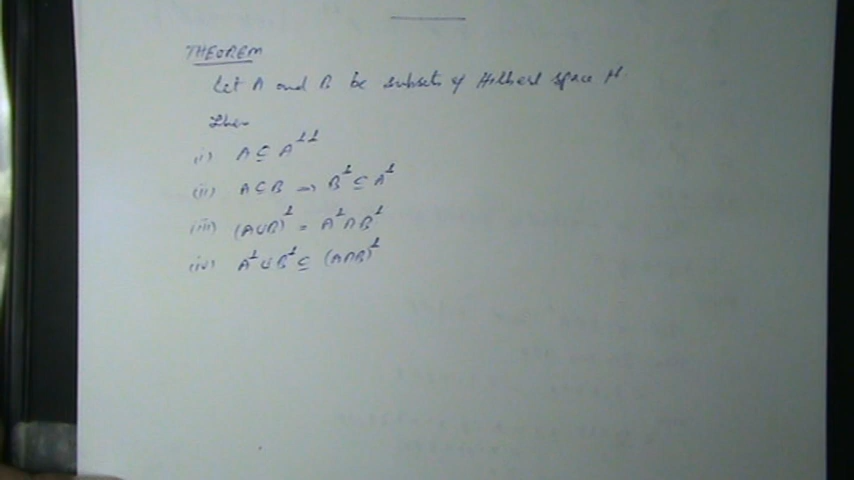 THEOREM
Let A and B be subsets of Hilbert space H
Then
(i) A ⊆ A^⊥⊥
(ii) A ⊆ B ⇒ B^⊥ ⊆ A^⊥
(iii) (A∪B)^⊥ = A^⊥ ∩ B^⊥
(iv) A^⊥ ∪ B^⊥ ⊆ (A∩B)^⊥